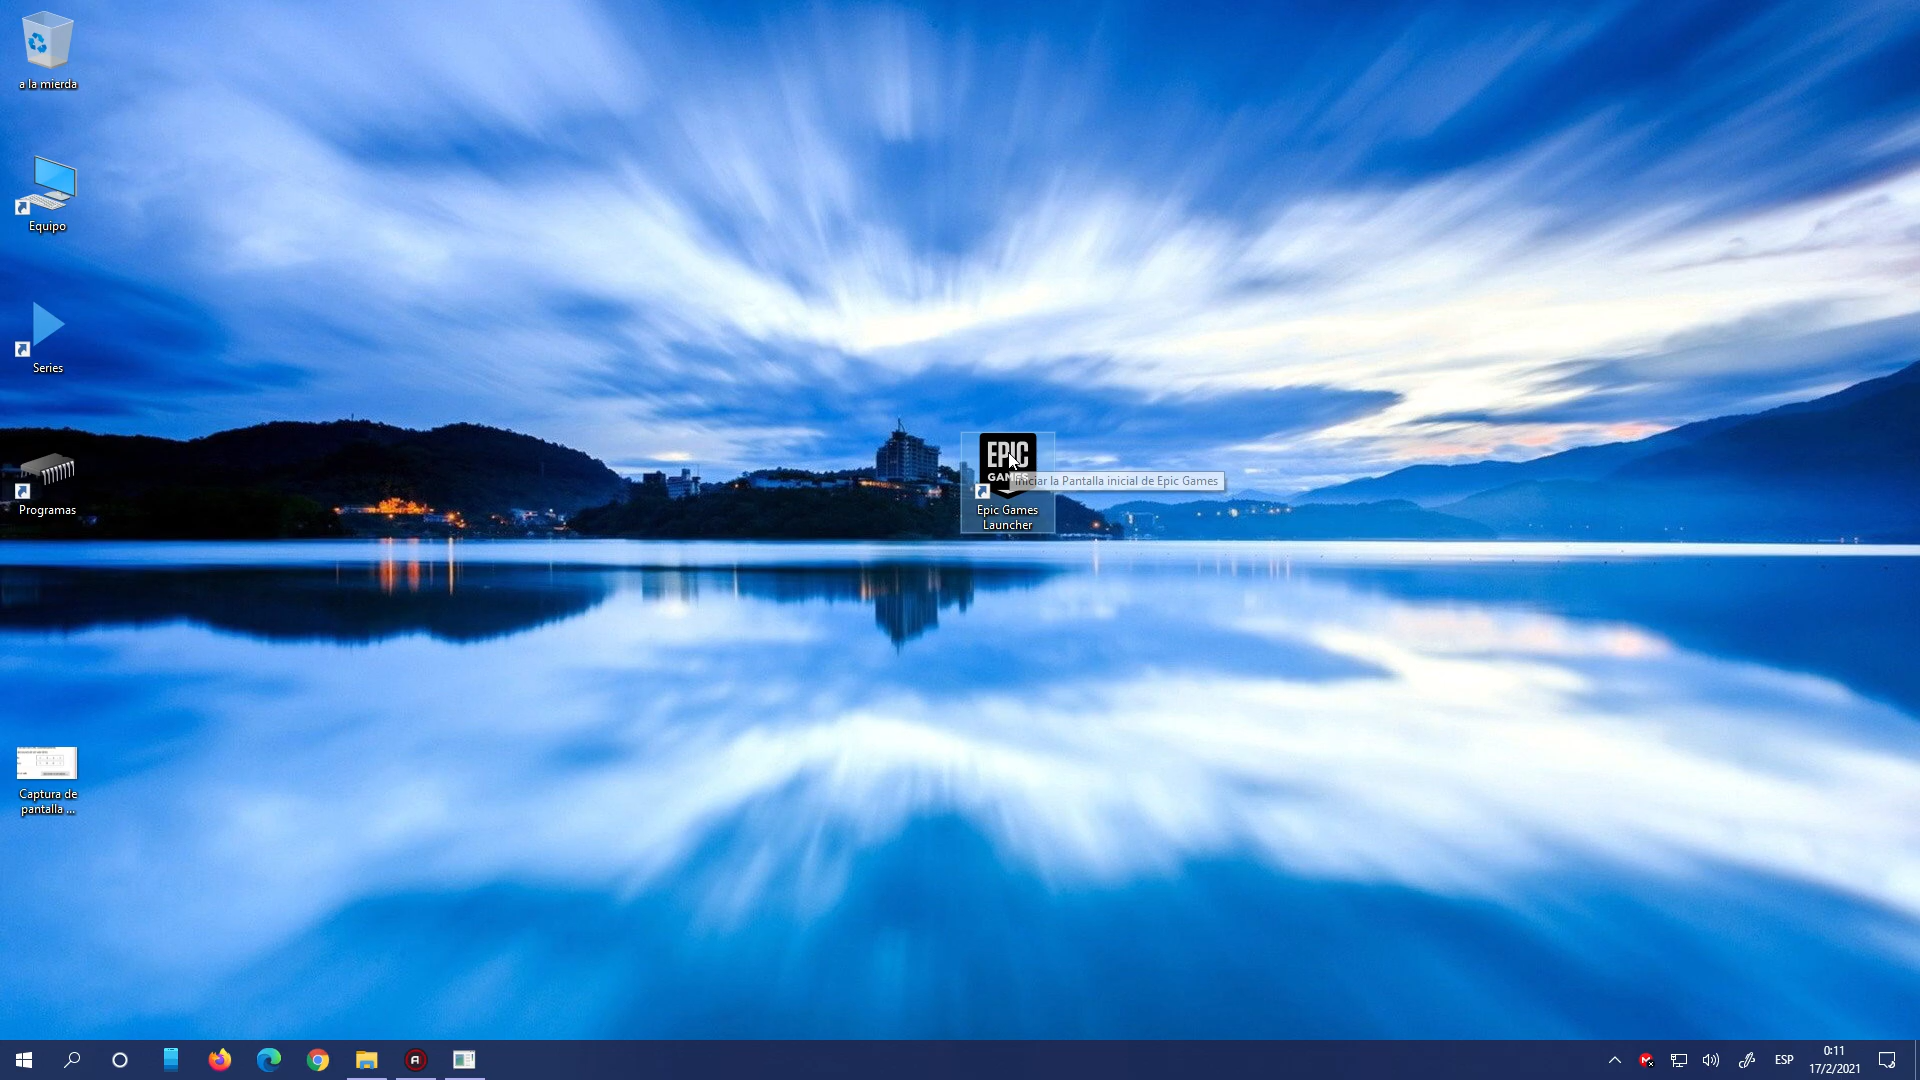 a la mierda
Equipo
Series
Programas
Captura de
pantalla ...
EPIC
GAMES
Iniciar la Pantalla inicial de Epic Games
Epic Games
Launcher
ESP
0:11
17/2/2021